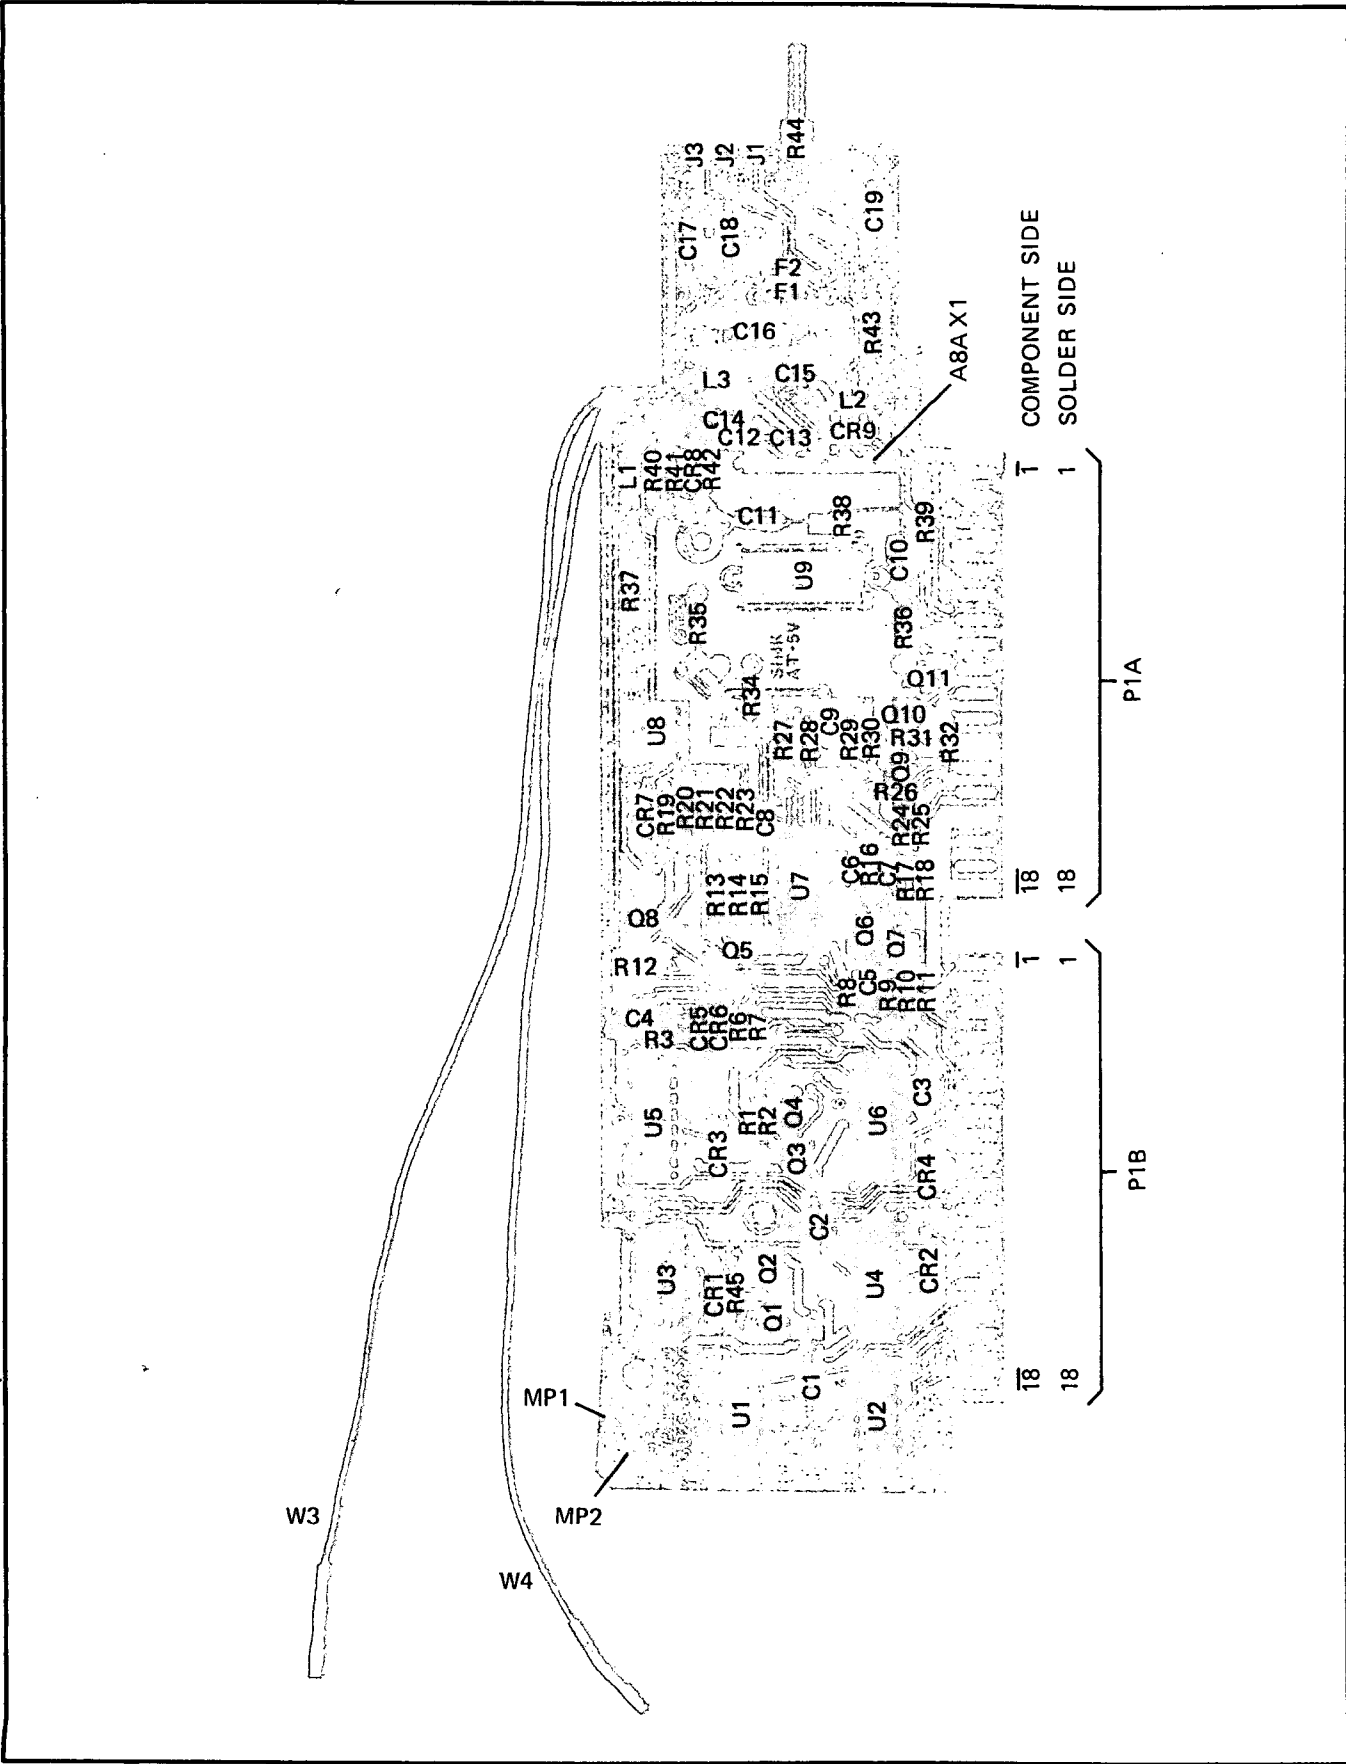 J3
J2
J1
R44
C17
C18
C19
F2
F1
C16
R43
L3
C15
L2
C14
C12
C13
CR9
A8A X1
COMPONENT SIDE
SOLDER SIDE
L1
R40
R41
CR8
R42
C11
R38
R39
1
1
U9
C10
R37
R35
R36
SINK
AT -5V
Q11
P1A
R34
U8
R27
R28
C9
R29
R30
Q10
R31
R32
Q9
R26
CR7
R19
R20
R21
R22
R23
C8
R24
R25
R13
R14
R15
U7
C6
R16
C7
R17
R18
18
18
Q8
Q5
Q6
Q7
R12
1
1
R8
C5
R9
R10
R11
C4
R3
CR5
CR6
R6
R7
U5
CR3
R1
R2
Q4
Q3
U6
C3
CR4
P1B
C2
U3
CR1
R45
Q2
Q1
U4
CR2
MP1
U1
C1
U2
18
18
MP2
W3
W4